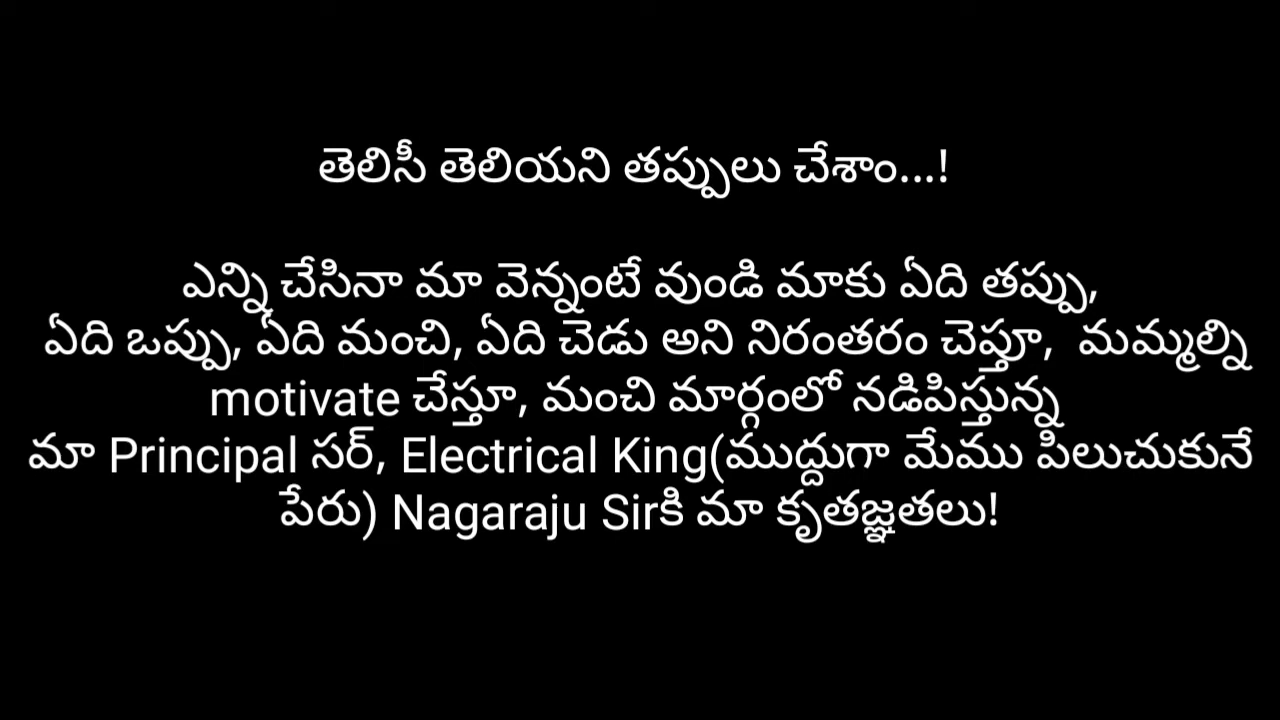 తెలిసీ తెలియని తప్పులు చేశాం...!
ఎన్ని చేసినా మా వెన్నంటే వుండి మాకు ఏది తప్పు,
ఏది ఒప్పు, ఏది మంచి, ఏది చెడు అని నిరంతరం చెప్తూ, మమ్మల్ని
motivate చేస్తూ, మంచి మార్గంలో నడిపిస్తున్న
మా Principal సర్, Electrical King(ముద్దుగా మేము పిలుచుకునే
పేరు) Nagaraju Sirకి మా కృతజ్ఞతలు!